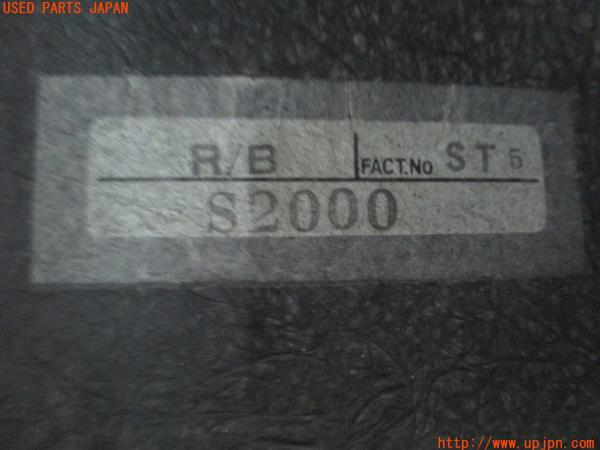 USED PARTS JAPAN
R/B FACT.NO ST 5
S2000
http://www.upjpn.com/